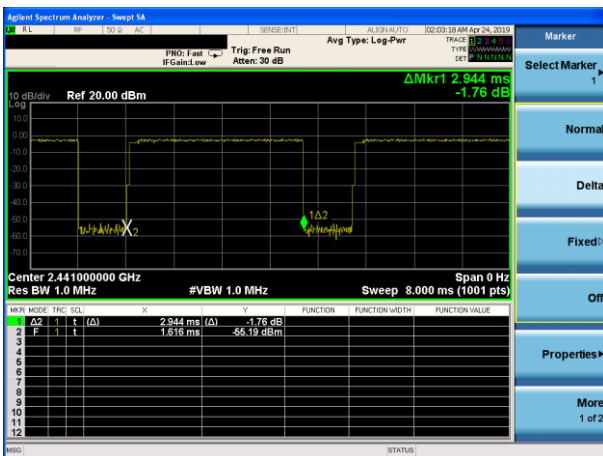 Agilent Spectrum Analyzer - Swept SA
RL RF 50 Ω AC SENSE:INT ALIGNAUTO 02:03:18 AM Apr 24, 2019
Marker
Avg Type: Log-Pwr TRACE 1 2 3 4 5 6
PNO: Fast Trig: Free Run TYPE
IFGain:Low Atten: 30 dB DET P N N N N N
Select Marker
1
ΔMkr1 2.944 ms
-1.76 dB
10 dB/div Ref 20.00 dBm
Log
10.0
0.00
-10.0
-20.0
-30.0
-40.0
-50.0
-60.0
-70.0
X2
1Δ2
Normal
Delta
Fixed
Off
Properties
More
1 of 2
Center 2.441000000 GHz Span 0 Hz
Res BW 1.0 MHz #VBW 1.0 MHz Sweep 8.000 ms (1001 pts)
MKR MODE TRC SCL X Y FUNCTION FUNCTION WIDTH FUNCTION VALUE
1 Δ2 1 t (Δ) 2.944 ms (Δ) -1.76 dB
2 F 1 t 1.616 ms -65.19 dBm
3
4
5
6
7
8
9
10
11
12
MSG STATUS